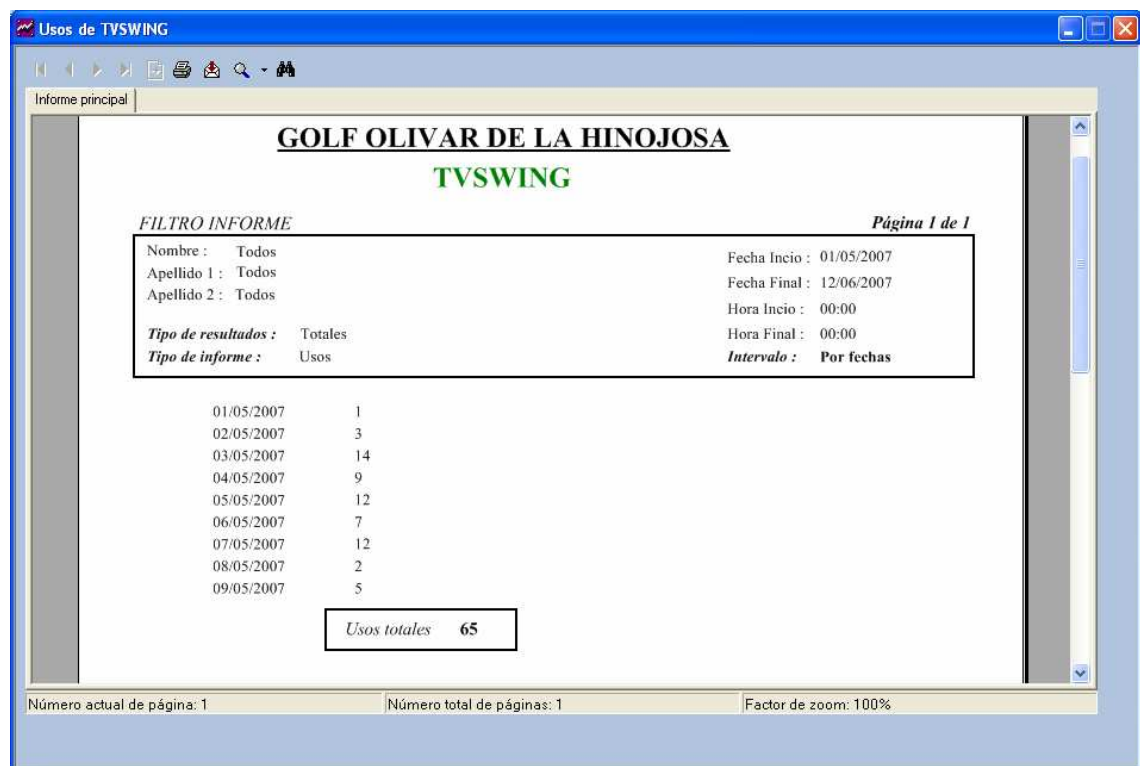 Usos de TVSWING
Informe principal
GOLF OLIVAR DE LA HINOJOSA
TVSWING
FILTRO INFORME Página 1 de 1
Nombre : Todos Fecha Incio : 01/05/2007
Apellido 1 : Todos Fecha Final : 12/06/2007
Apellido 2 : Todos Hora Incio : 00:00
Tipo de resultados : Totales Hora Final : 00:00
Tipo de informe : Usos Intervalo : Por fechas
01/05/2007 1
02/05/2007 3
03/05/2007 14
04/05/2007 9
05/05/2007 12
06/05/2007 7
07/05/2007 12
08/05/2007 2
09/05/2007 5
Usos totales 65
Número actual de página: 1 Número total de páginas: 1 Factor de zoom: 100%